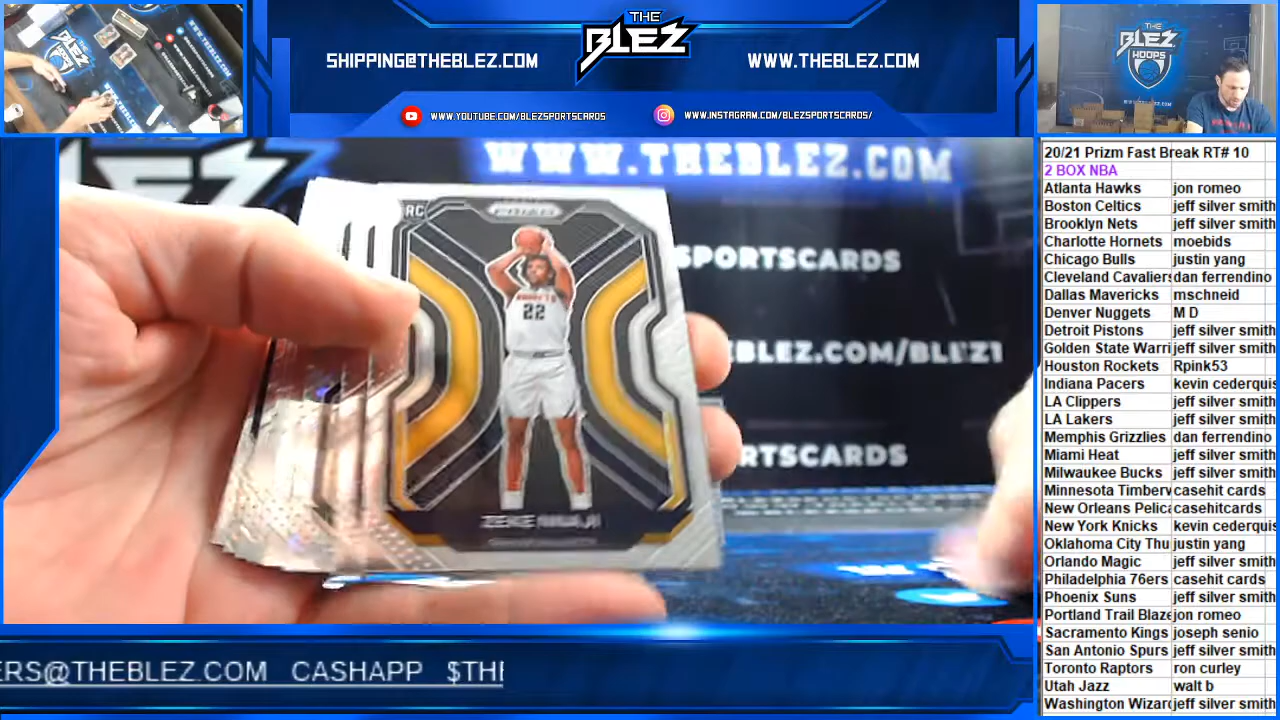 SHIPPING@THEBLEZ.COM
THE
BLEZ
WWW.THEBLEZ.COM
WWW.YOUTUBE.COM/BLEZSPORTSCARDS
WWW.INSTAGRAM.COM/BLEZSPORTSCARDS/
THE
BLEZ
HOOPS
WWW.THEBLEZ.COM
SPORTSCARDS
EBLEZ.COM/BLEZ1
RTSCARDS
RC
PRIZM
22
ZEKE NNAJI
20/21 Prizm Fast Break RT# 10
2 BOX NBA
Atlanta Hawks jon romeo
Boston Celtics jeff silver smith
Brooklyn Nets jeff silver smith
Charlotte Hornets moebids
Chicago Bulls justin yang
Cleveland Cavaliers dan ferrendino
Dallas Mavericks mschneid
Denver Nuggets M D
Detroit Pistons jeff silver smith
Golden State Warri jeff silver smith
Houston Rockets Rpink53
Indiana Pacers kevin cederquis
LA Clippers jeff silver smith
LA Lakers jeff silver smith
Memphis Grizzlies dan ferrendino
Miami Heat jeff silver smith
Milwaukee Bucks jeff silver smith
Minnesota Timberv casehit cards
New Orleans Pelica casehitcards
New York Knicks kevin cederquis
Oklahoma City Thu justin yang
Orlando Magic jeff silver smith
Philadelphia 76ers casehit cards
Phoenix Suns jeff silver smith
Portland Trail Blaze jon romeo
Sacramento Kings joseph senio
San Antonio Spurs jeff silver smith
Toronto Raptors ron curley
Utah Jazz walt b
Washington Wizar jeff silver smith
ERS@THEBLEZ.COM CASHAPP $TH